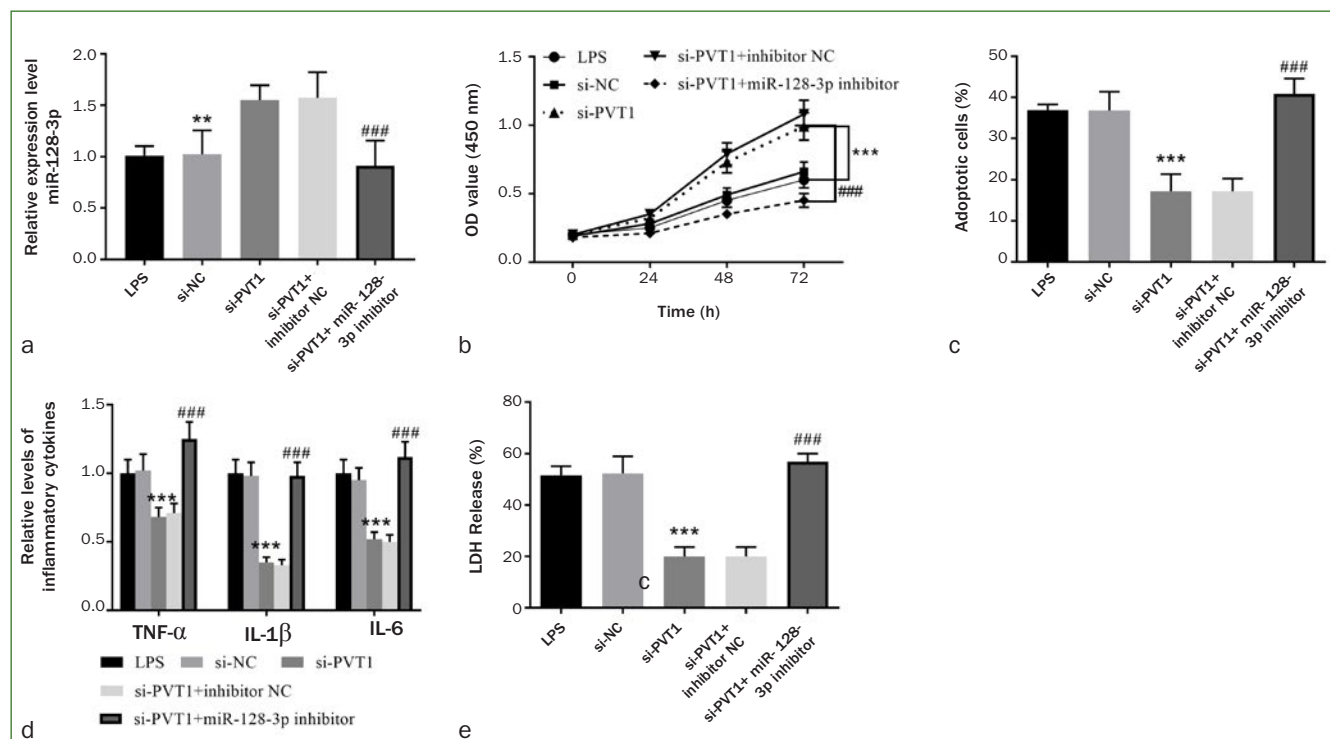 Relative expression level
miR-128-3p
2.0
1.5
1.0
0.5
0.0
**
###
LPS
si-NC
si-PVT1
si-PVT1+
inhibitor NC
si-PVT1+ miR- 128-
3p inhibitor
a
OD value (450 nm)
1.5
1.0
0.5
0.0
LPS
si-NC
si-PVT1
si-PVT1+inhibitor NC
si-PVT1+miR-128-3p inhibitor
***
###
0 24 48 72
Time (h)
b
Adoptotic cells (%)
50
40
30
20
10
0
***
###
LPS
si-NC
si-PVT1
si-PVT1+
inhibitor NC
si-PVT1+ miR- 128-
3p inhibitor
c
Relative levels of
inflammatory cytokines
1.5
1.0
0.5
0.0
***
###
***
###
***
###
TNF-α IL-1β IL-6
LPS si-NC si-PVT1
si-PVT1+inhibitor NC
si-PVT1+miR-128-3p inhibitor
d
LDH Release (%)
80
60
40
20
0
***
###
c
LPS
si-NC
si-PVT1
si-PVT1+
inhibitor NC
si-PVT1+ miR- 128-
3p inhibitor
e